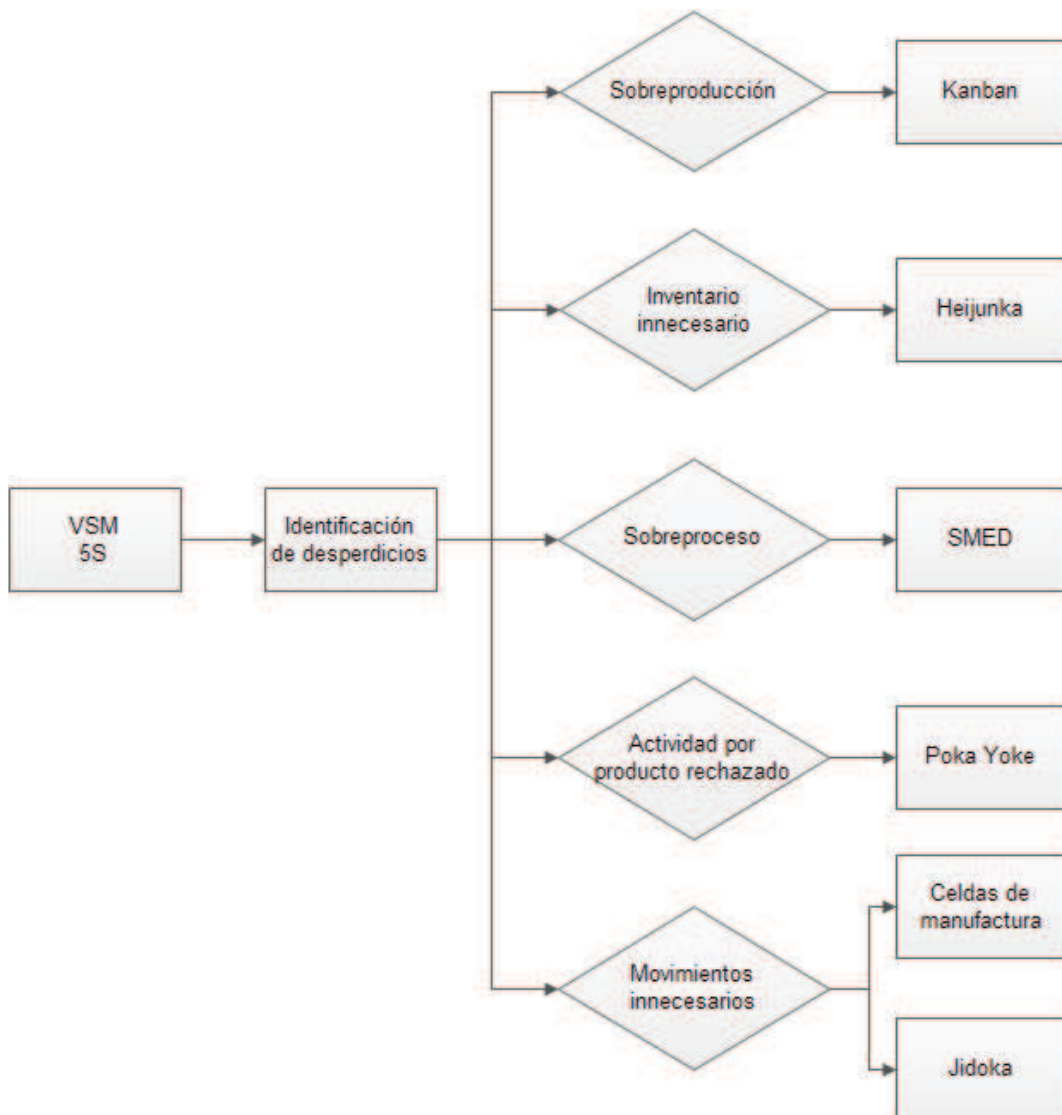 Sobreproducción
Kanban
Inventario
innecesario
Heijunka
VSM
5S
Identificación
de desperdicios
Sobreproceso
SMED
Actividad por
producto rechazado
Poka Yoke
Movimientos
innecesarios
Celdas de
manufactura
Jidoka